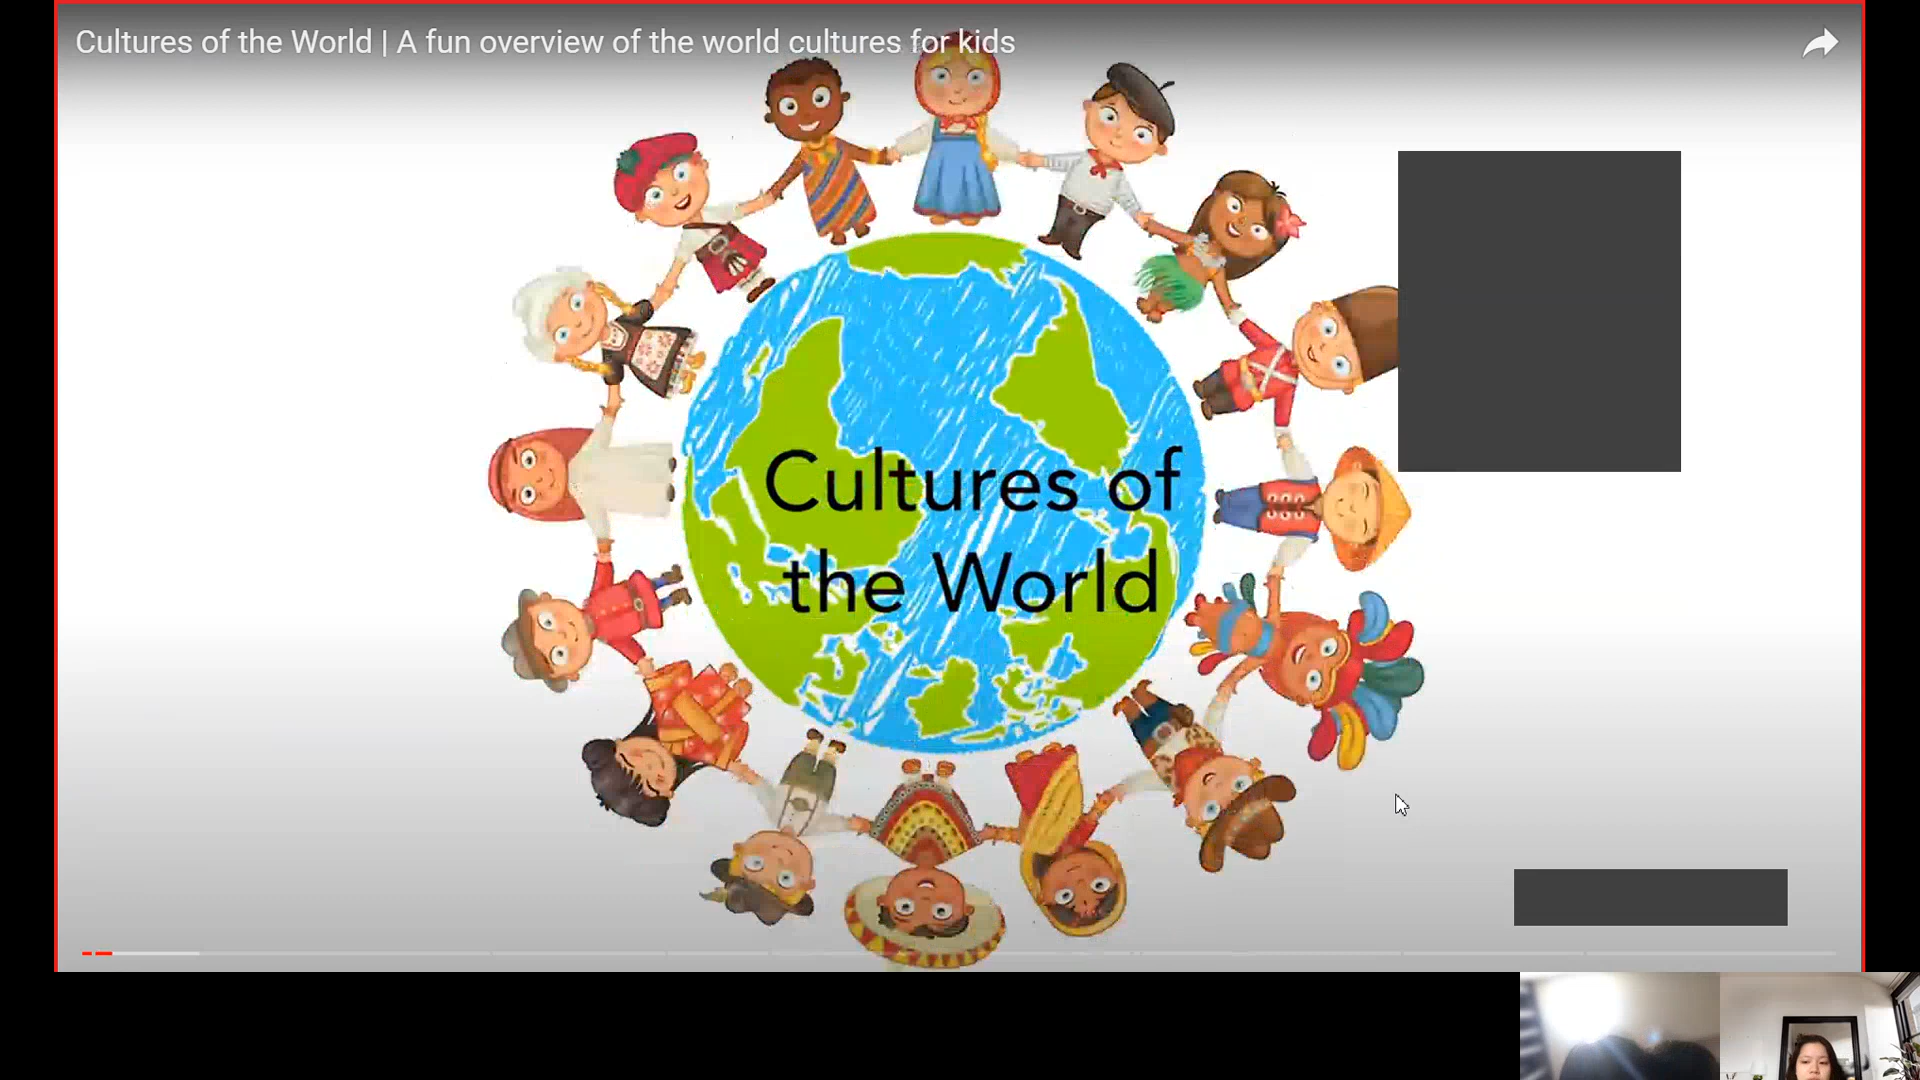 Cultures of the World | A fun overview of the world cultures for kids
Cultures of
the World